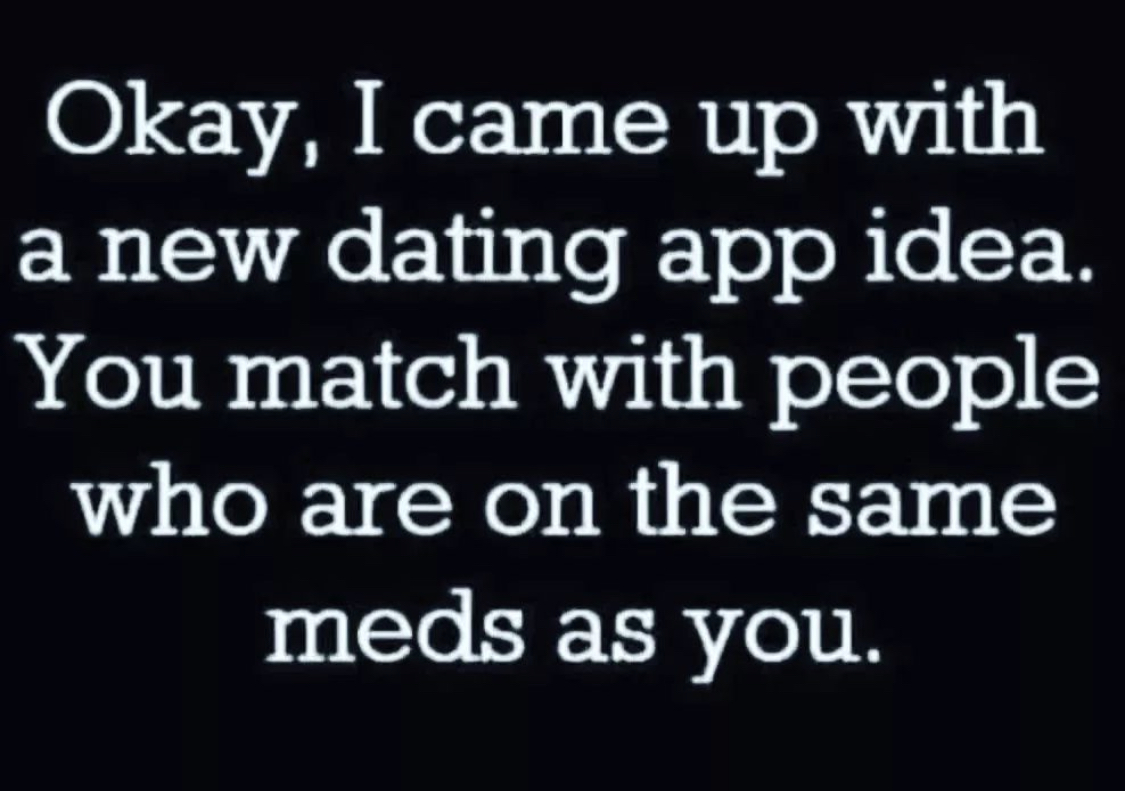 Okay, I came up with
a new dating app idea.
You match with people
who are on the same
meds as you.